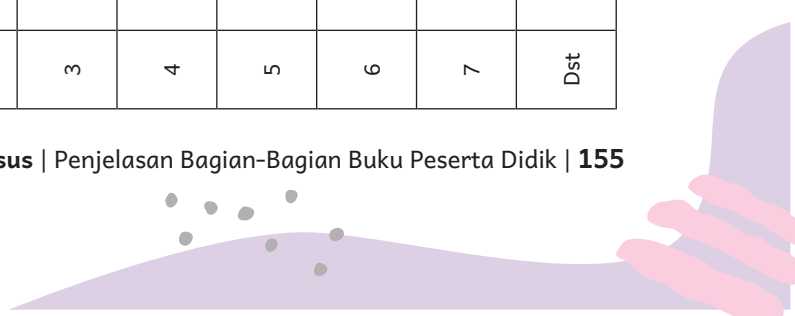 3 4 5 6 7 Dst
sus | Penjelasan Bagian-Bagian Buku Peserta Didik | 155